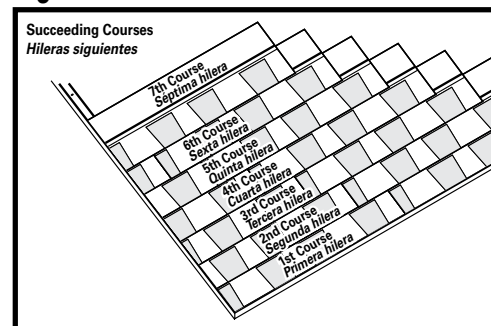 Succeeding Courses
Hileras siguientes
7th Course
Septima hilera
6th Course
Sexta hilera
5th Course
Quinta hilera
4th Course
Cuarta hilera
3rd Course
Tercera hilera
2nd Course
Segunda hilera
1st Course
Primera hilera